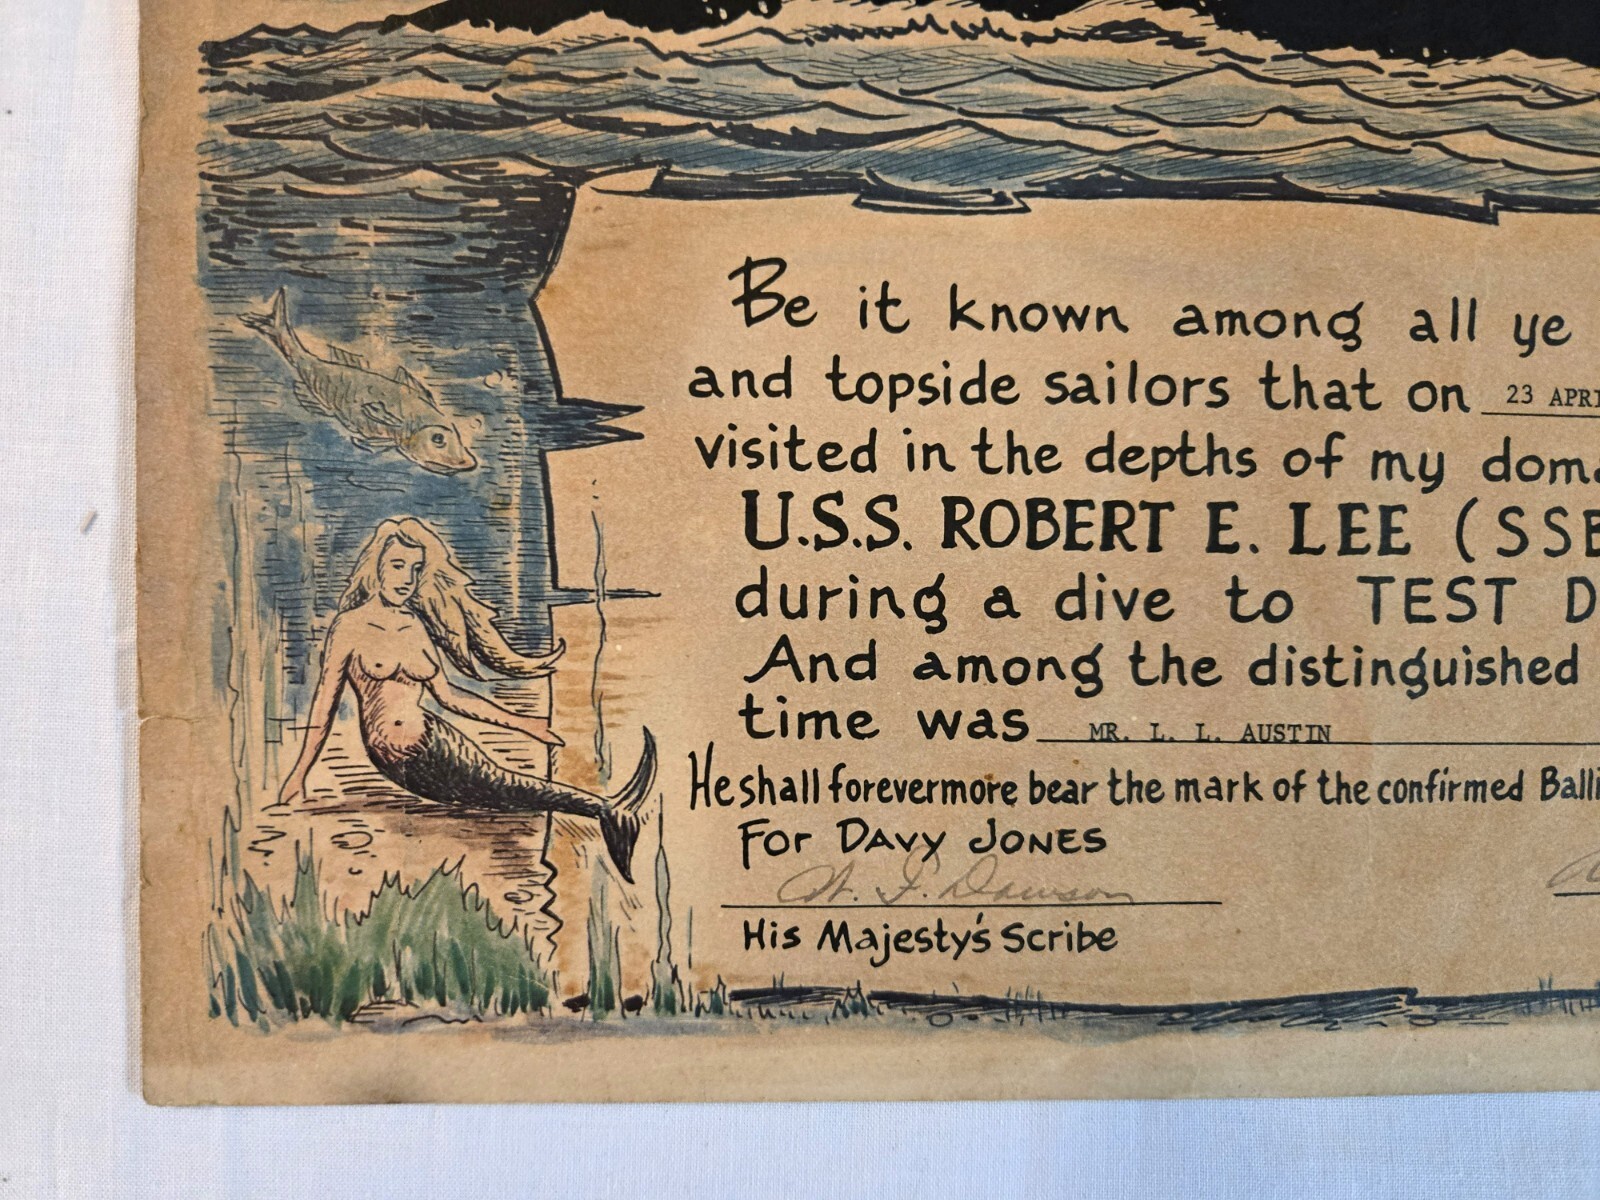 Be it known among all ye
and topside sailors that on 23 APRI
visited in the depths of my doma
U.S.S. ROBERT E. LEE (SSB
during a dive to TEST D
And among the distinguished
time was MR. L. L. AUSTIN
He shall forevermore bear the mark of the confirmed Balli
For DAVY JONES
W. F. Dawson
His Majesty's Scribe